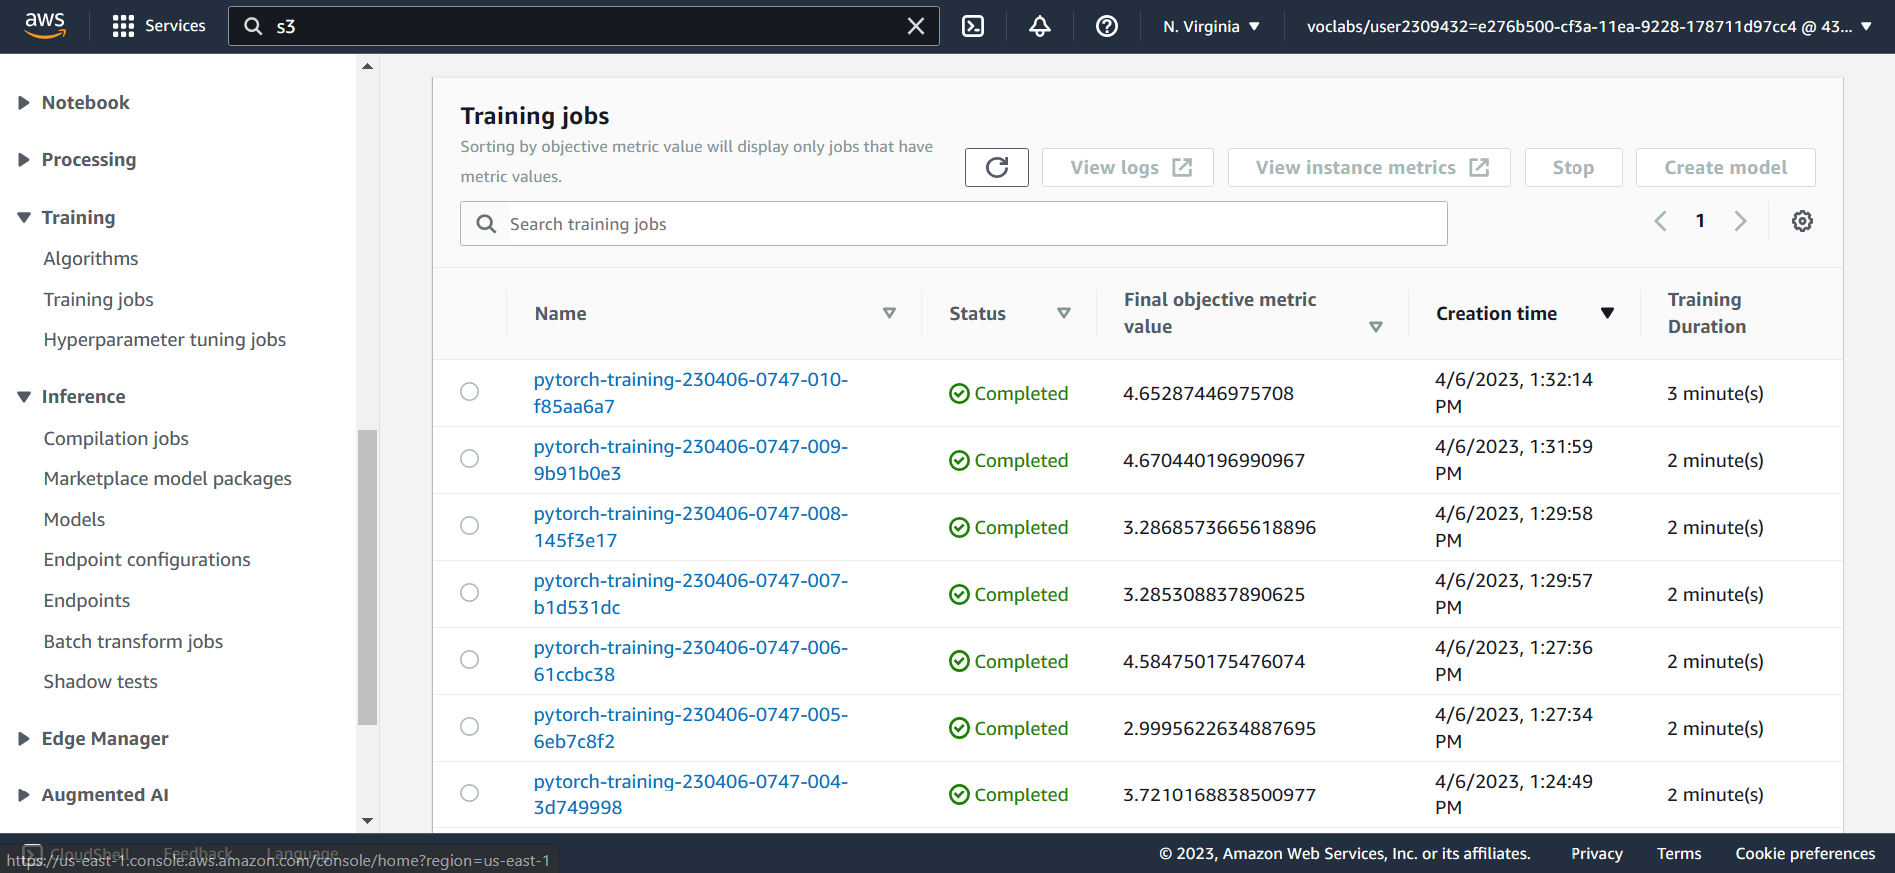 aws
Services
s3
N. Virginia
voclabs/user2309432=e276b500-cf3a-11ea-9228-178711d97cc4 @ 43...
Notebook
Processing
Training
Algorithms
Training jobs
Hyperparameter tuning jobs
Inference
Compilation jobs
Marketplace model packages
Models
Endpoint configurations
Endpoints
Batch transform jobs
Shadow tests
Edge Manager
Augmented AI
Training jobs
Sorting by objective metric value will display only jobs that have
metric values.
View logs
View instance metrics
Stop
Create model
Search training jobs
1
Name
Status
Final objective metric
value
Creation time
Training
Duration
pytorch-training-230406-0747-010-
f85aa6a7
Completed
4.65287446975708
4/6/2023, 1:32:14
PM
3 minute(s)
pytorch-training-230406-0747-009-
9b91b0e3
Completed
4.670440196990967
4/6/2023, 1:31:59
PM
2 minute(s)
pytorch-training-230406-0747-008-
145f3e17
Completed
3.2868573665618896
4/6/2023, 1:29:58
PM
2 minute(s)
pytorch-training-230406-0747-007-
b1d531dc
Completed
3.285308837890625
4/6/2023, 1:29:57
PM
2 minute(s)
pytorch-training-230406-0747-006-
61ccbc38
Completed
4.584750175476074
4/6/2023, 1:27:36
PM
2 minute(s)
pytorch-training-230406-0747-005-
6eb7c8f2
Completed
2.9995622634887695
4/6/2023, 1:27:34
PM
2 minute(s)
pytorch-training-230406-0747-004-
3d749998
Completed
3.7210168838500977
4/6/2023, 1:24:49
PM
2 minute(s)
CloudShell
Feedback
Language
https://us-east-1.console.aws.amazon.com/console/home?region=us-east-1
© 2023, Amazon Web Services, Inc. or its affiliates.
Privacy
Terms
Cookie preferences